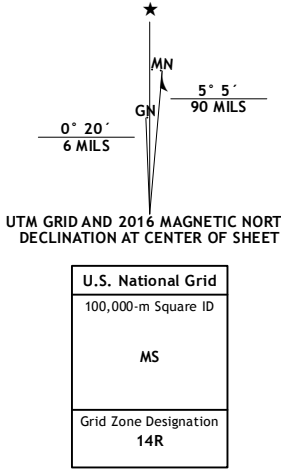 ★
MN
GN
5° 5´
90 MILS
0° 20´
6 MILS
UTM GRID AND 2016 MAGNETIC NORT
DECLINATION AT CENTER OF SHEET
U.S. National Grid
100,000-m Square ID
MS
Grid Zone Designation
14R